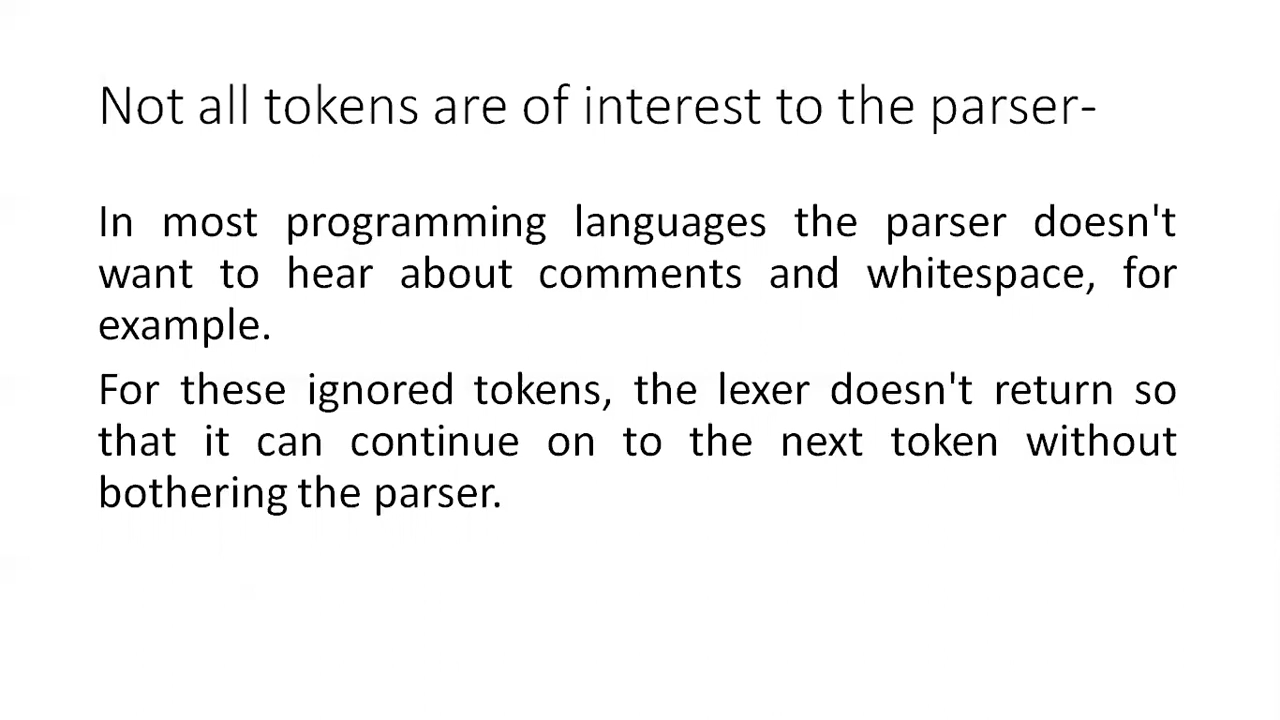 Not all tokens are of interest to the parser-
In most programming languages the parser doesn't
want to hear about comments and whitespace, for
example.
For these ignored tokens, the lexer doesn't return so
that it can continue on to the next token without
bothering the parser.